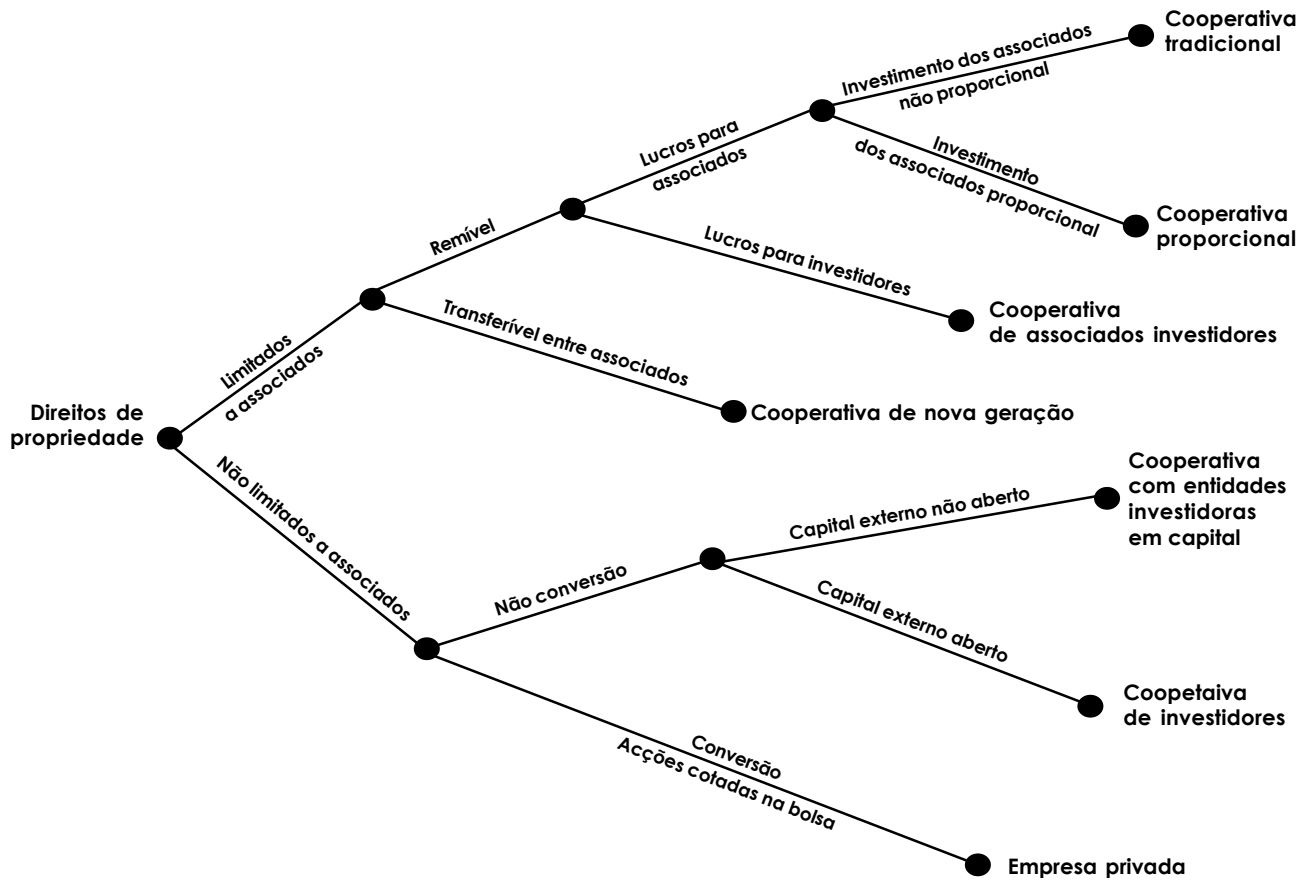 Cooperativa
tradicional
Investimento dos associados
não proporcional
Lucros para
associados
Investimento
dos associados proporcional
Cooperativa
proporcional
Remível
Lucros para investidores
Cooperativa
de associados investidores
Transferível entre associados
Limitados
a associados
Cooperativa de nova geração
Direitos de
propriedade
Não limitados a associados
Cooperativa
com entidades
investidoras
em capital
Capital externo não aberto
Não conversão
Capital externo aberto
Coopetaiva
de investidores
Conversão
Acções cotadas na bolsa
Empresa privada